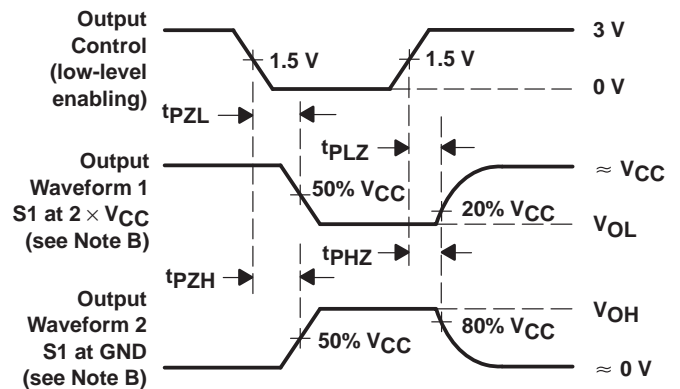 Output
Control
(low-level
enabling)
1.5 V
1.5 V
3 V
0 V
tPZL
tPLZ
Output
Waveform 1
S1 at 2 × VCC
(see Note B)
50% VCC
20% VCC
≈ VCC
VOL
tPZH
tPHZ
Output
Waveform 2
S1 at GND
(see Note B)
50% VCC
80% VCC
VOH
≈ 0 V